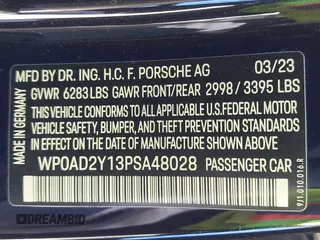 MFD BY DR. ING. H.C. F. PORSCHE AG 03/23
GVWR 6283 LBS GAWR FRONT/REAR 2998 / 3395 LBS
THIS VEHICLE CONFORMS TO ALL APPLICABLE FEDERAL MOTOR
VEHICLE SAFETY, BUMPER, AND THEFT PREVENTION STANDARDS
IN EFFECT ON THE DATE OF MANUFACTURE SHOWN ABOVE.
WP0AD2Y13PSA48028 PASSENGER CAR
MADE IN GERMANY
9J1.010.016.R
DREAMBID